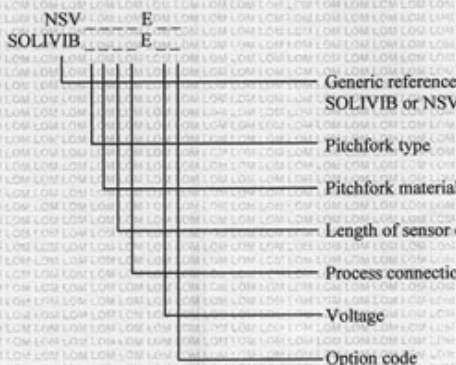 NSV _ _ _ _ E
SOLIVIB _ _ _ _ E _ _
Generic reference
SOLIVIB or NSV
Pitchfork type
Pitchfork material
Length of sensor
Process connectio
Voltage
Option code